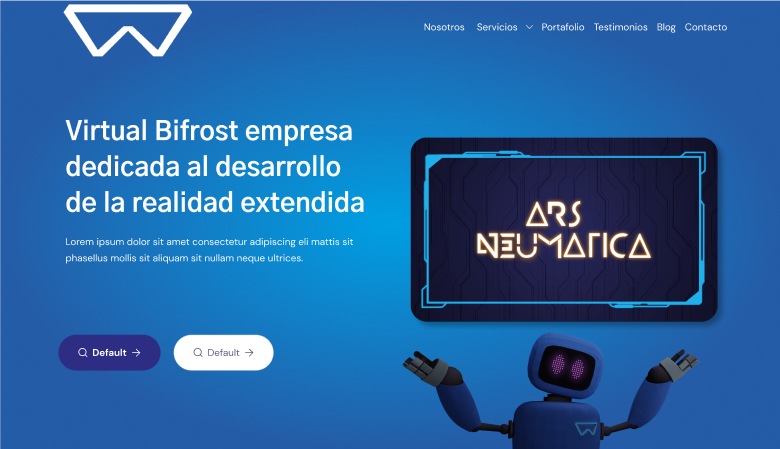 Nosotros Servicios Portafolio Testimonios Blog Contacto
Virtual Bifrost empresa
dedicada al desarrollo
de la realidad extendida
Lorem ipsum dolor sit amet consectetur adipiscing eli mattis sit
phasellus mollis sit aliquam sit nullam neque ultrices.
Default
Default
ARS
NEUMATICA